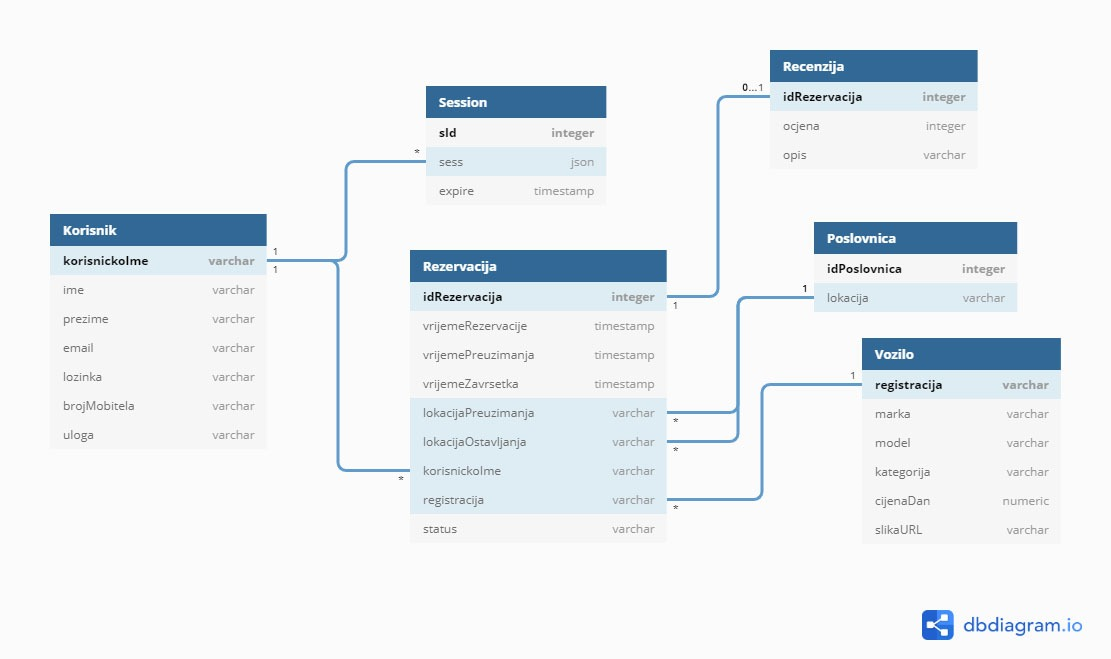 Korisnik
korisnickoIme varchar
ime varchar
prezime varchar
email varchar
lozinka varchar
brojMobitela varchar
uloga varchar
1
1
Session
sId integer
sess json
expire timestamp
*
Rezervacija
idRezervacija integer
vrijemeRezervacije timestamp
vrijemePreuzimanja timestamp
vrijemeZavrsetka timestamp
lokacijaPreuzimanja varchar
lokacijaOstavljanja varchar
korisnickoIme varchar
registracija varchar
status varchar
*
1
*
*
*
Recenzija
idRezervacija integer
ocjena integer
opis varchar
0...1
Poslovnica
idPoslovnica integer
lokacija varchar
1
Vozilo
registracija varchar
marka varchar
model varchar
kategorija varchar
cijenaDan numeric
slikaURL varchar
1
dbdiagram.io